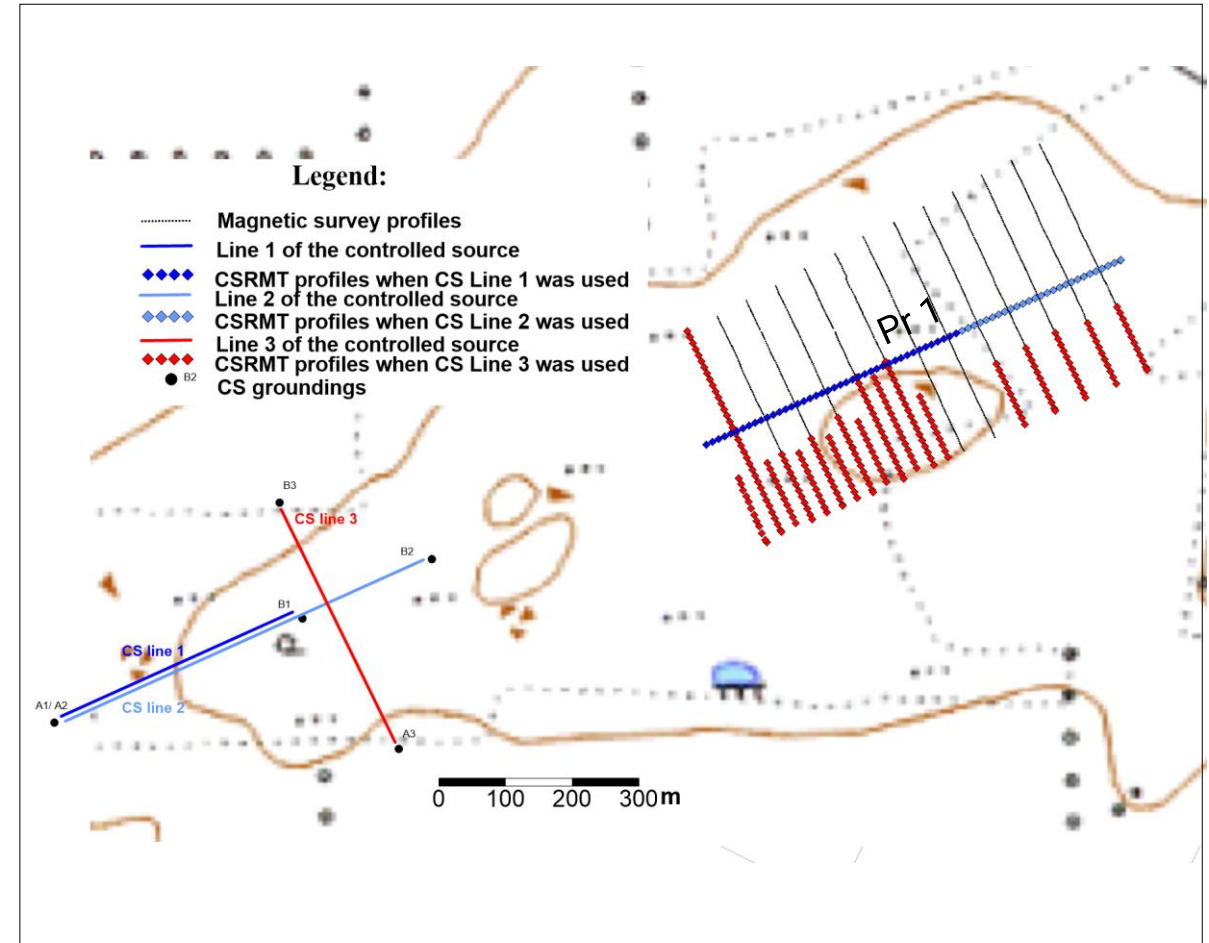 Legend:
Magnetic survey profiles
Line 1 of the controlled source
CSRMT profiles when CS Line 1 was used
Line 2 of the controlled source
CSRMT profiles when CS Line 2 was used
Line 3 of the controlled source
CSRMT profiles when CS Line 3 was used
B2
CS groundings
Pr 1
B3
CS line 3
B2
B1
CS line 1
A1/ A2
CS line 2
A3
0 100 200 300 m